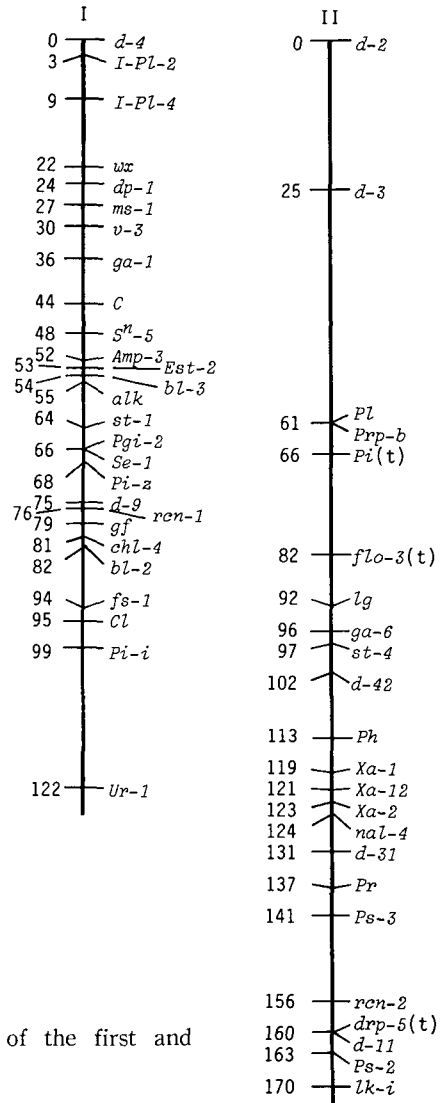 I
0 d-4
3 I-Pl-2
9 I-Pl-4
22 wx
24 dp-1
27 ms-1
30 v-3
36 ga-1
44 C
48 Sⁿ-5
52 Amp-3
53 Est-2
54 bl-3
55 alk
64 st-1
66 Pgi-2
Se-1
68 Pi-z
75 d-9
76 rcn-1
79 gf
81 chl-4
82 bl-2
94 fs-1
95 Cl
99 Pi-i
122 Ur-1
of the first and
II
0 d-2
25 d-3
61 Pl
Prp-b
66 Pi(t)
82 flo-3(t)
92 lg
96 ga-6
97 st-4
102 d-42
113 Ph
119 Xa-1
121 Xa-12
123 Xa-2
124 nal-4
131 d-31
137 Pr
141 Ps-3
156 rcn-2
160 drp-5(t)
d-11
163 Ps-2
170 lk-i